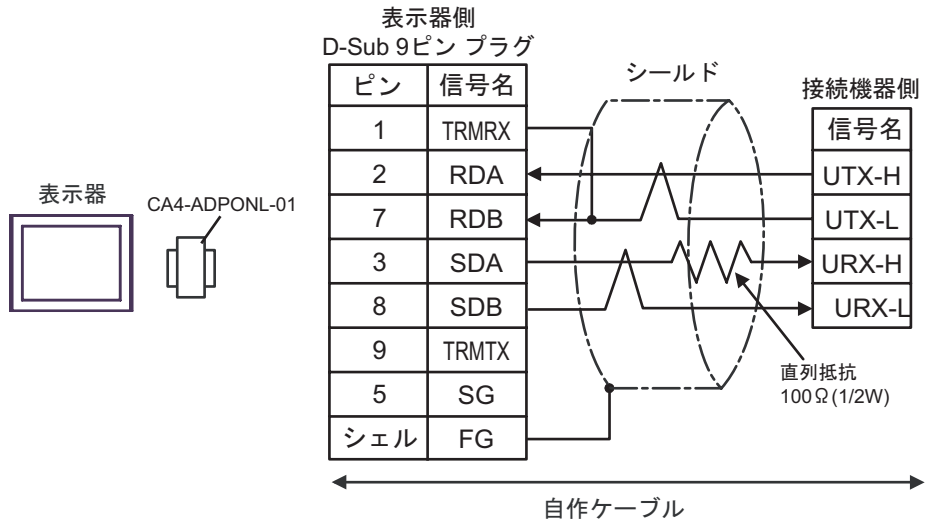 表示器側
D-Sub 9ピン プラグ
シールド
接続機器側
ピン 信号名
信号名
1 TRMRX
2 RDA
UTX-H
7 RDB
UTX-L
3 SDA
URX-H
8 SDB
URX-L
9 TRMTX
5 SG
シェル FG
表示器
CA4-ADPONL-01
直列抵抗
100Ω(1/2W)
自作ケーブル